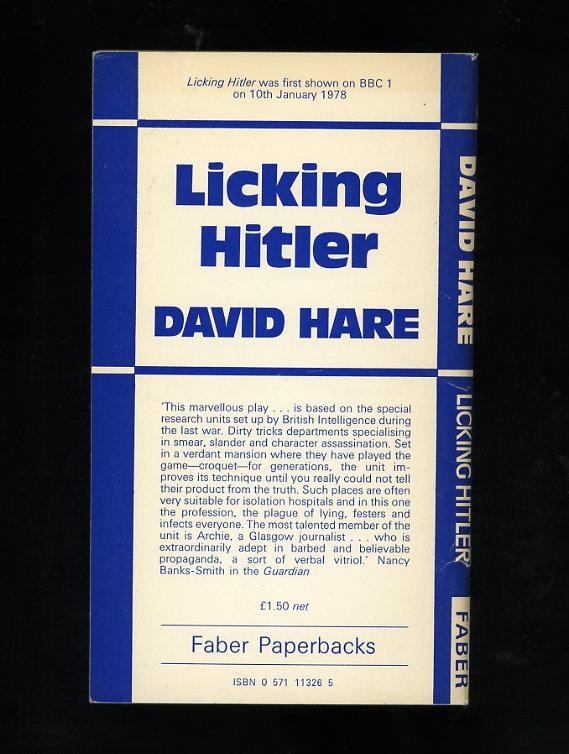 Licking Hitler was first shown on BBC 1
on 10th January 1978
Licking
Hitler
DAVID HARE
'This marvellous play . . . is based on the special
research units set up by British Intelligence during
the last war. Dirty tricks departments specialising
in smear, slander and character assassination. Set
in a verdant mansion where they have played the
game—croquet—for generations, the unit im-
proves its technique until you really could not tell
their product from the truth. Such places are often
very suitable for isolation hospitals and in this one
the profession, the plague of lying, festers and
infects everyone. The most talented member of the
unit is Archie, a Glasgow journalist . . . who is
extraordinarily adept in barbed and believable
propaganda, a sort of verbal vitriol.' Nancy
Banks-Smith in the Guardian
£1.50 net
Faber Paperbacks
ISBN 0 571 11326 5
DAVID HARE
LICKING HITLER
FABER